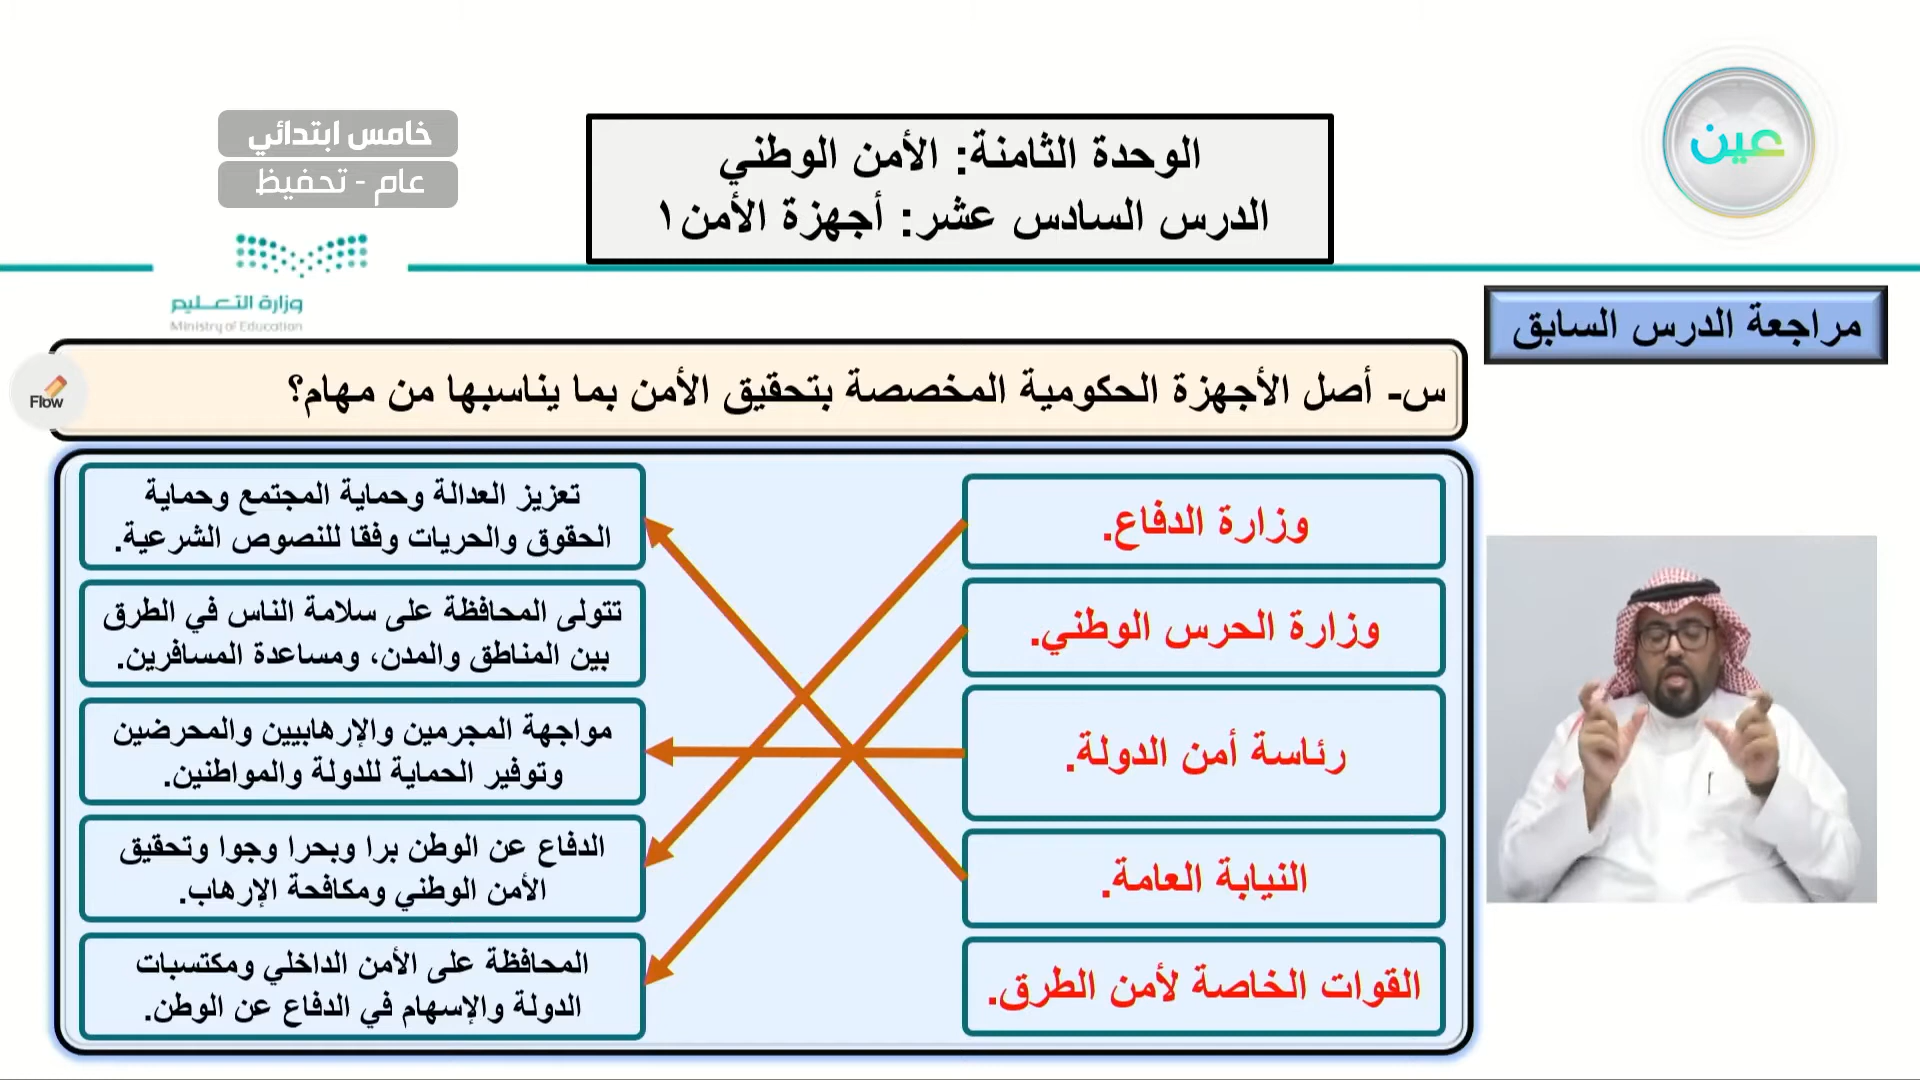 عين
الوحدة الثامنة: الأمن الوطني
الدرس السادس عشر: أجهزة الأمن١
خامس ابتدائي
عام - تحفيظ
وزارة التعليم
Ministry of Education
مراجعة الدرس السابق
س- أصل الأجهزة الحكومية المخصصة بتحقيق الأمن بما يناسبها من مهام؟
Flow
وزارة الدفاع.
وزارة الحرس الوطني.
رئاسة أمن الدولة.
النيابة العامة.
القوات الخاصة لأمن الطرق.
تعزيز العدالة وحماية المجتمع وحماية
الحقوق والحريات وفقا للنصوص الشرعية.
تتولى المحافظة على سلامة الناس في الطرق
بين المناطق والمدن، ومساعدة المسافرين.
مواجهة المجرمين والإرهابيين والمحرضين
وتوفير الحماية للدولة والمواطنين.
الدفاع عن الوطن برا وبحرا وجوا وتحقيق
الأمن الوطني ومكافحة الإرهاب.
المحافظة على الأمن الداخلي ومكتسبات
الدولة والإسهام في الدفاع عن الوطن.